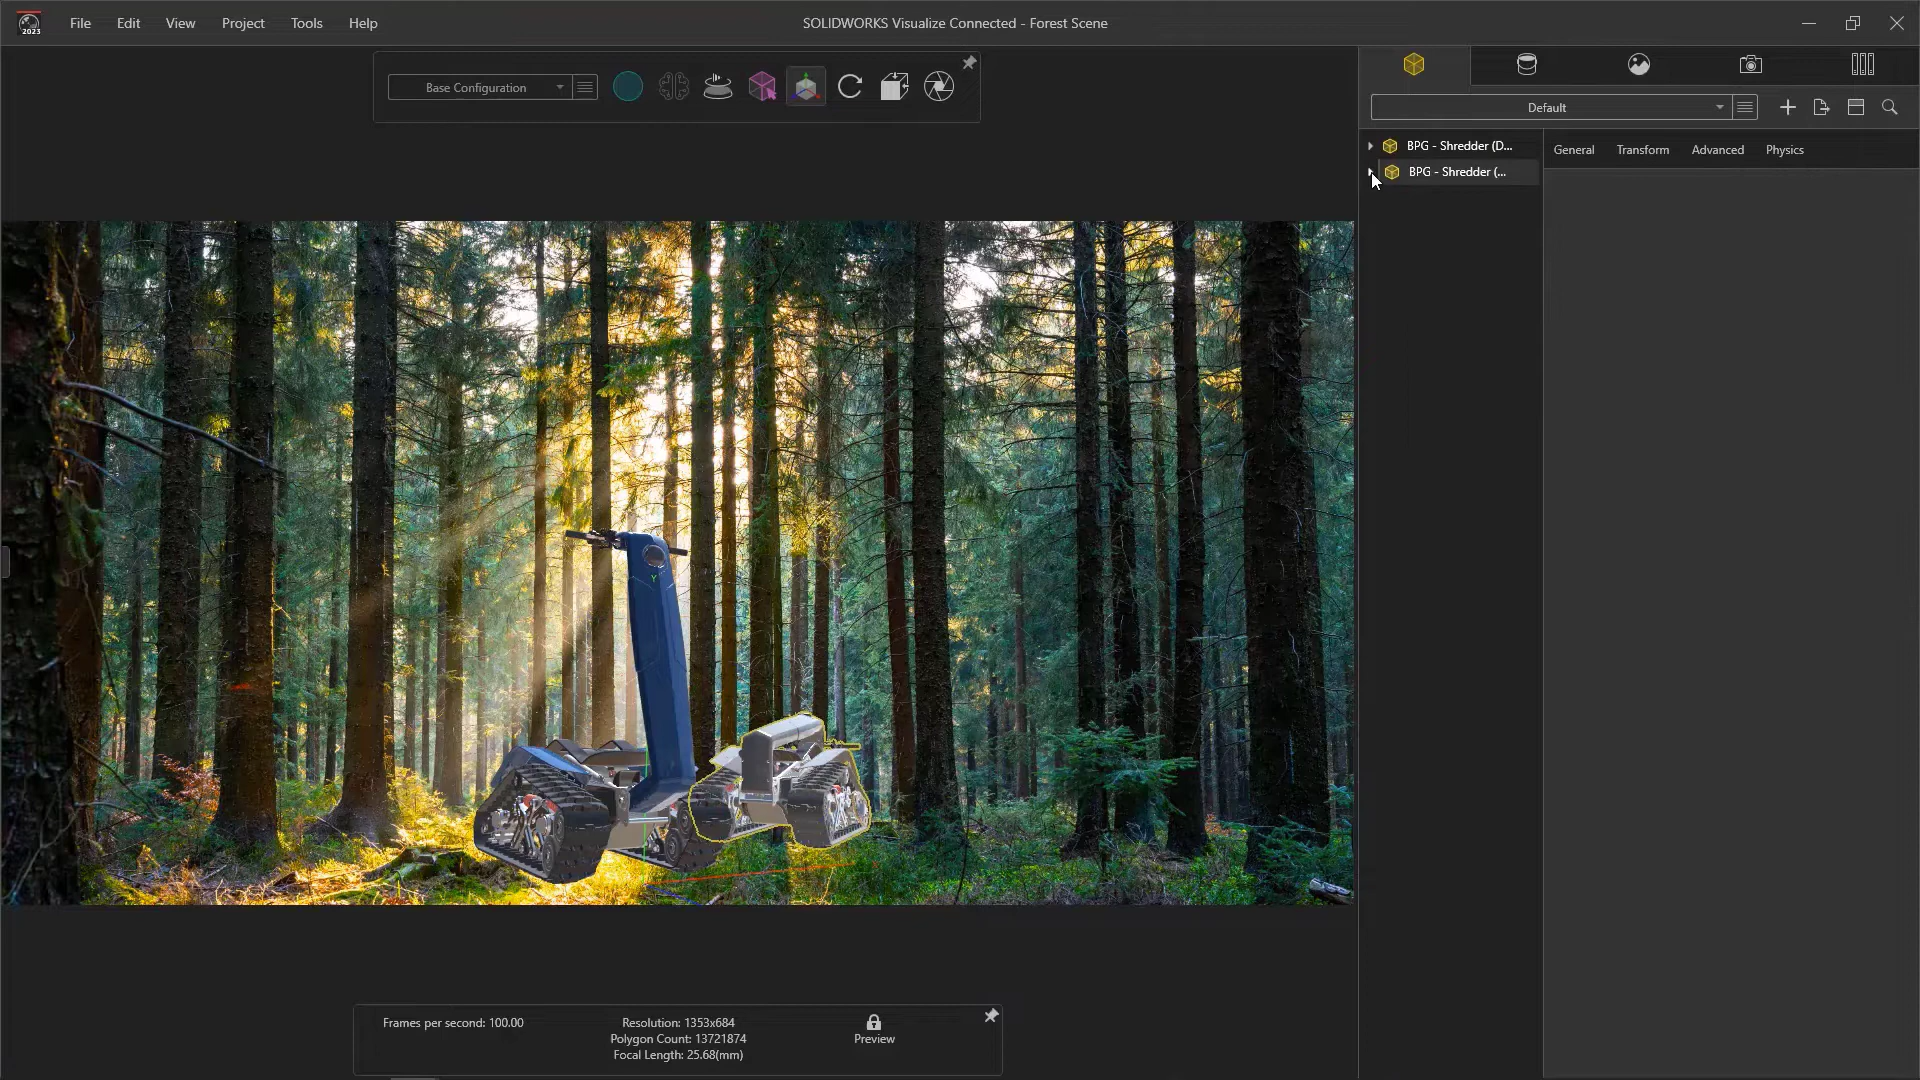 2023
File Edit View Project Tools Help
SOLIDWORKS Visualize Connected - Forest Scene
Base Configuration
Default
BPG - Shredder (D...
BPG - Shredder (...
General Transform Advanced Physics
Y
Frames per second: 100.00
Resolution: 1353x684
Polygon Count: 13721874
Focal Length: 25.68(mm)
Preview